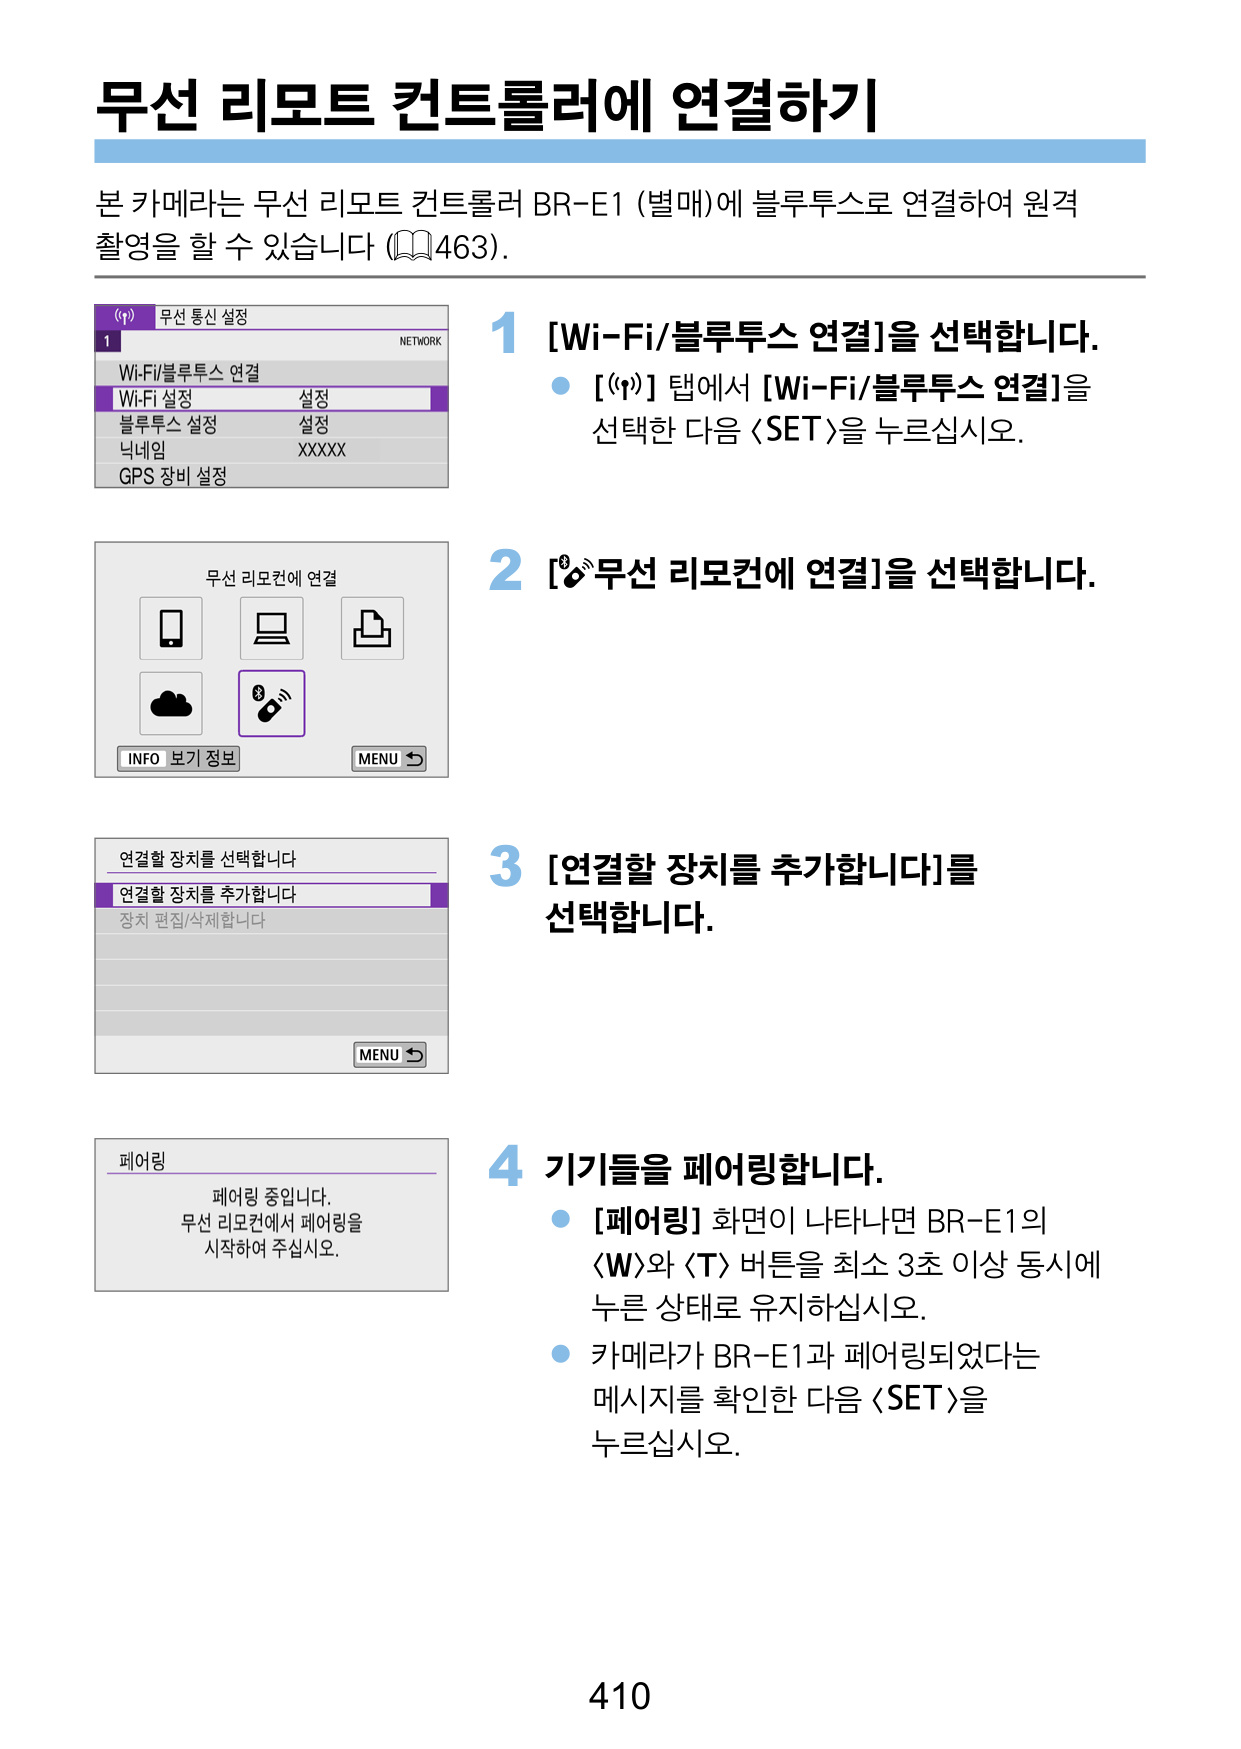 무선 리모트 컨트롤러에 연결하기
본 카메라는 무선 리모트 컨트롤러 BR-E1 (별매)에 블루투스로 연결하여 원격
촬영을 할 수 있습니다 (463).
무선 통신 설정
1 NETWORK
Wi-Fi/블루투스 연결
Wi-Fi 설정 설정
블루투스 설정 설정
닉네임 XXXXX
GPS 장비 설정
1 [Wi-Fi/블루투스 연결]을 선택합니다.
● [] 탭에서 [Wi-Fi/블루투스 연결]을
선택한 다음 〈SET〉을 누르십시오.
무선 리모컨에 연결
INFO 보기 정보 MENU
2 [무선 리모컨에 연결]을 선택합니다.
연결할 장치를 선택합니다
연결할 장치를 추가합니다
장치 편집/삭제합니다
MENU
3 [연결할 장치를 추가합니다]를
선택합니다.
페어링
페어링 중입니다.
무선 리모컨에서 페어링을
시작하여 주십시오.
4 기기들을 페어링합니다.
● [페어링] 화면이 나타나면 BR-E1의
〈W〉와 〈T〉 버튼을 최소 3초 이상 동시에
누른 상태로 유지하십시오.
● 카메라가 BR-E1과 페어링되었다는
메시지를 확인한 다음 〈SET〉을
누르십시오.
410